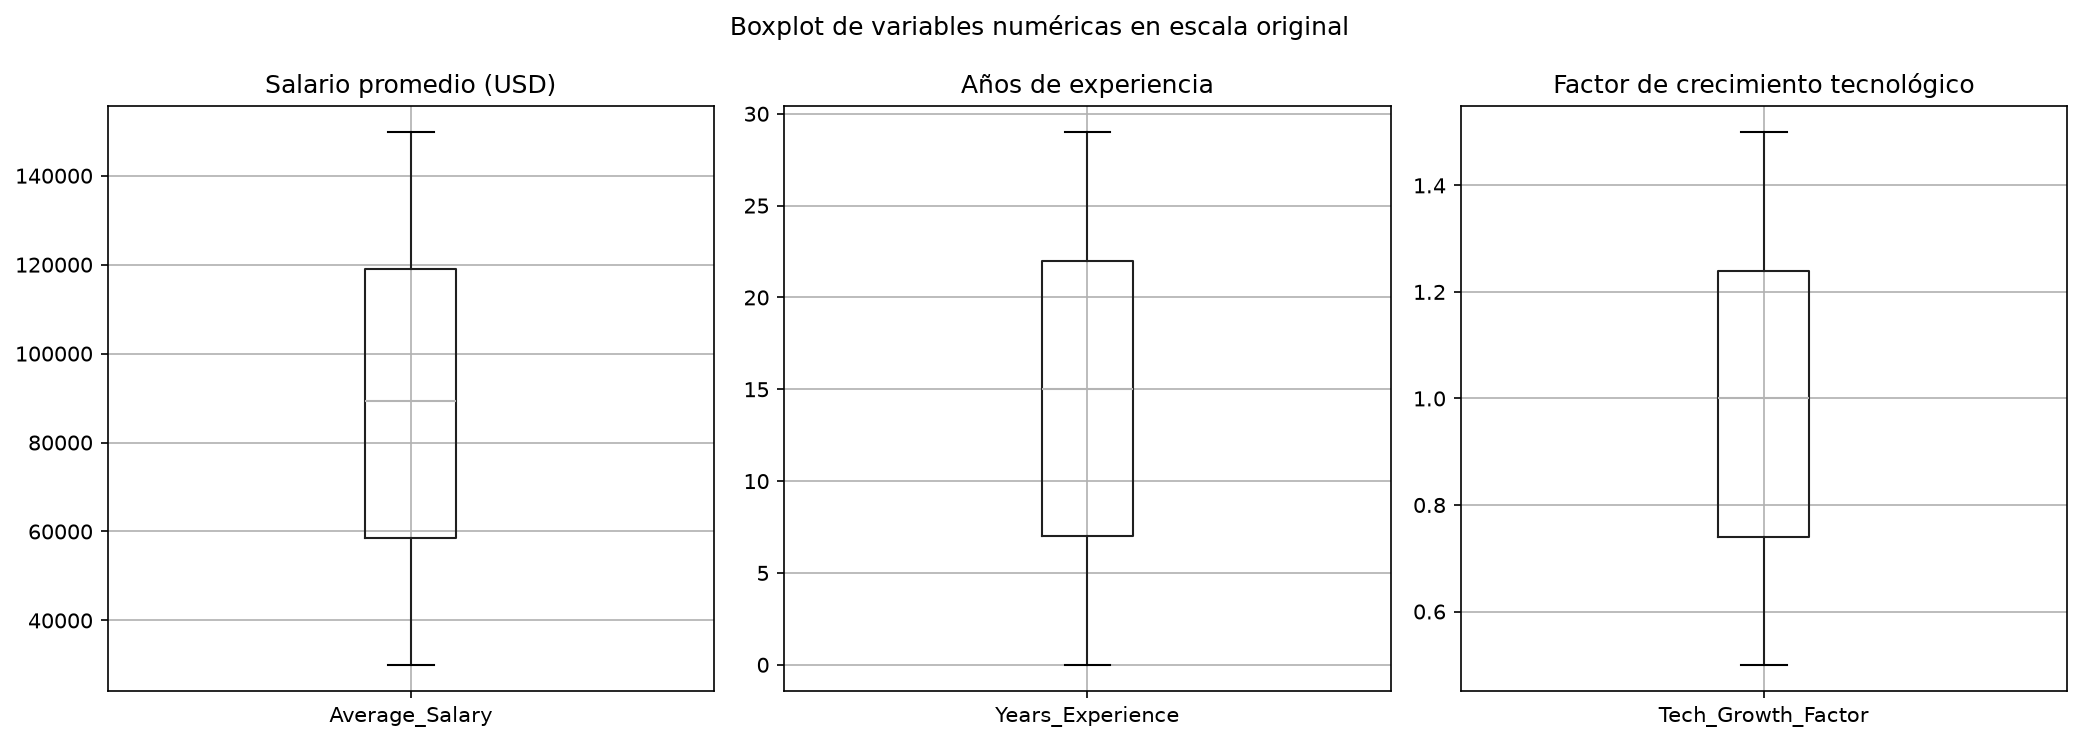 Boxplot de variables numéricas en escala original
Salario promedio (USD)
140000
120000
100000
80000
60000
40000
Average_Salary
Años de experiencia
30
25
20
15
10
5
0
Years_Experience
Factor de crecimiento tecnológico
1.4
1.2
1.0
0.8
0.6
Tech_Growth_Factor